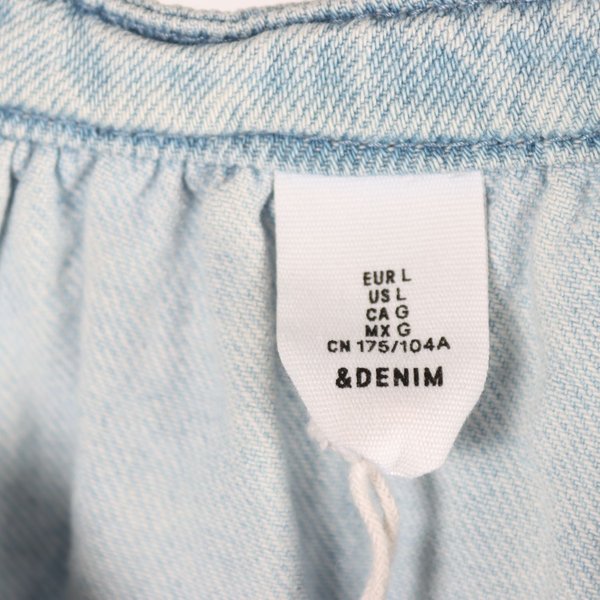 EUR L
US L
CA G
MX G
CN 175/104A
&DENIM